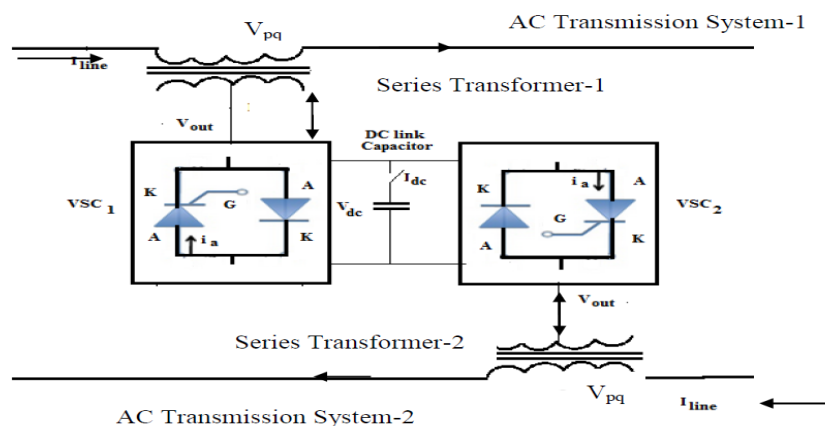 AC Transmission System-1
Vpq
Iline
Series Transformer-1
Vout
DC link
Capacitor
VSC1
K
A
G
A
K
ia
Idc
Vdc
ia
K
A
G
A
K
VSC2
Vout
Series Transformer-2
Vpq
Iline
AC Transmission System-2